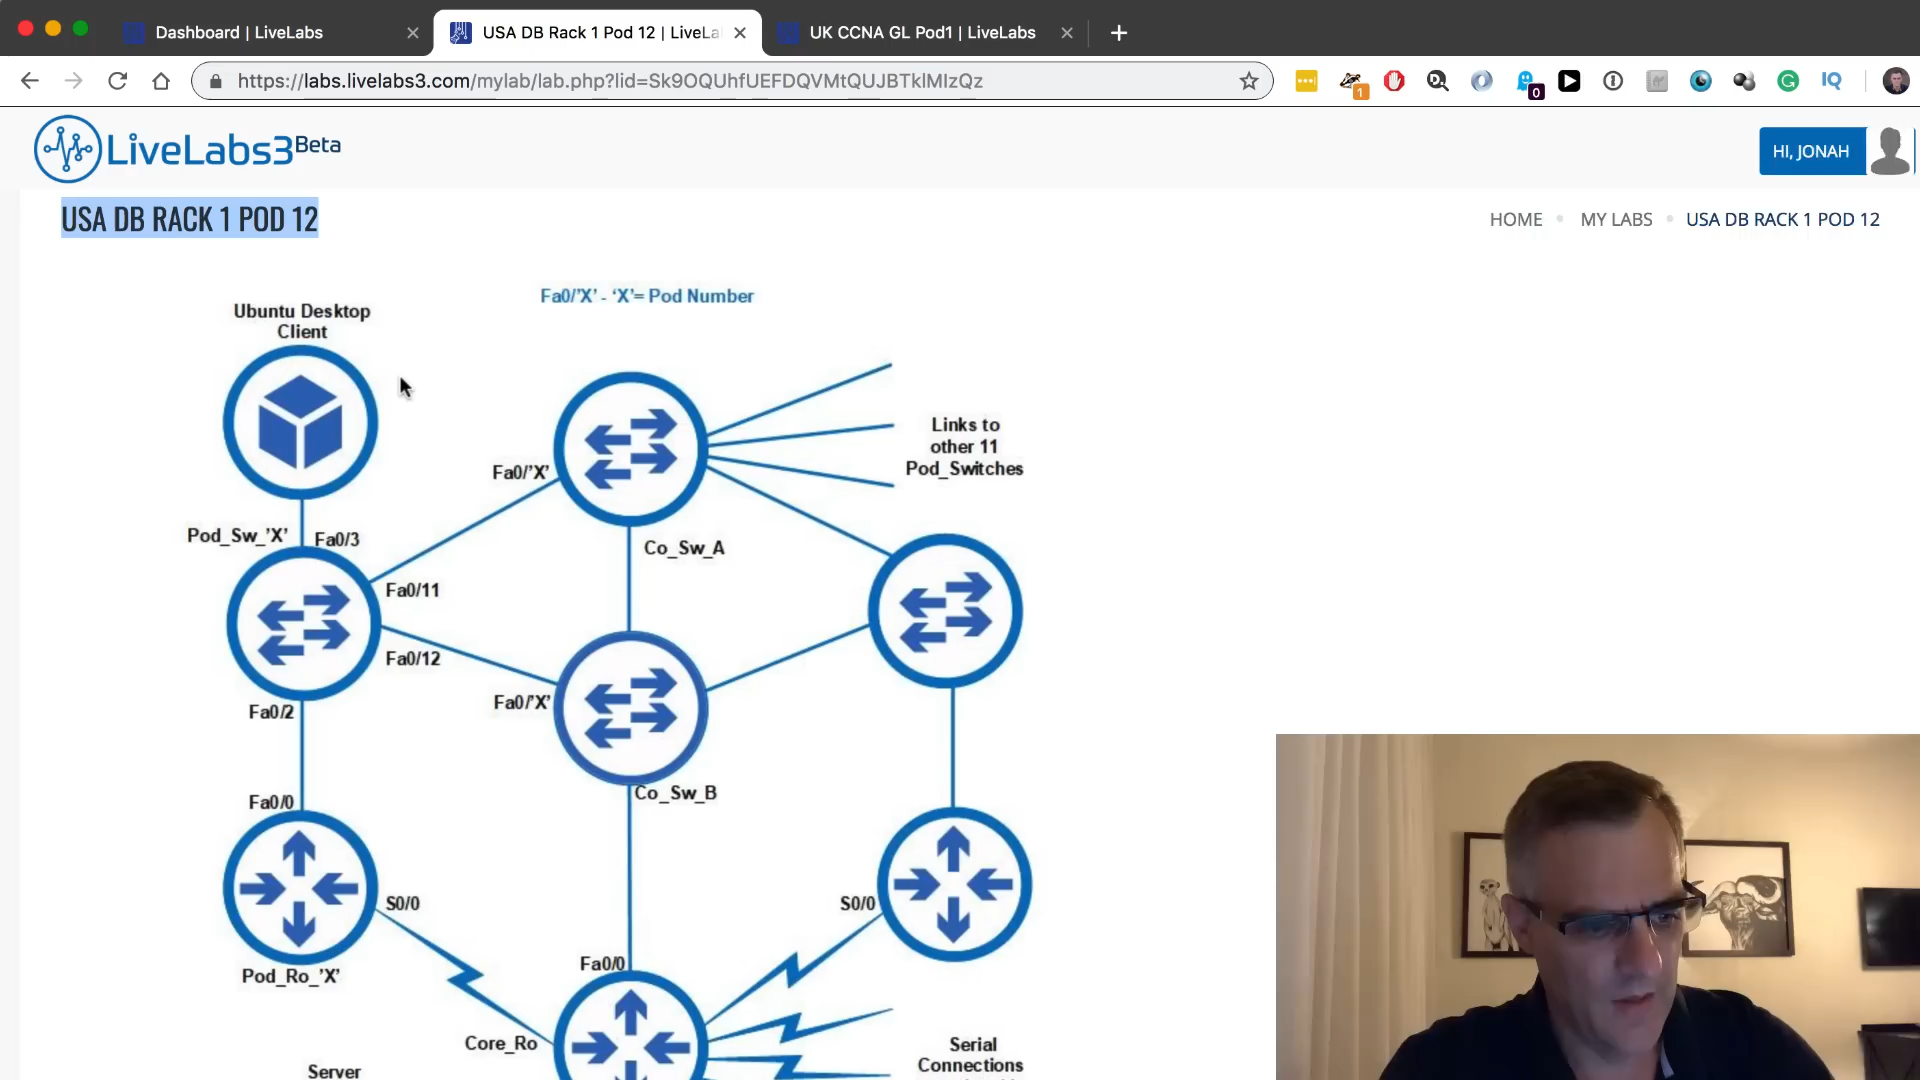 Dashboard | LiveLabs
USA DB Rack 1 Pod 12 | LiveLa
UK CCNA GL Pod1 | LiveLabs
https://labs.livelabs3.com/mylab/lab.php?lid=Sk9OQUhfUEFDQVMtQUJBTklMIzQz
1
0
IQ
LiveLabs3Beta
HI, JONAH
USA DB RACK 1 POD 12
HOME • MY LABS • USA DB RACK 1 POD 12
Fa0/'X' - 'X'= Pod Number
Ubuntu Desktop
Client
Links to
other 11
Pod_Switches
Fa0/'X'
Pod_Sw_'X'
Fa0/3
Co_Sw_A
Fa0/11
Fa0/12
Fa0/'X'
Fa0/2
Co_Sw_B
Fa0/0
S0/0
S0/0
Fa0/0
Pod_Ro_'X'
Core_Ro
Serial
Connections
Server